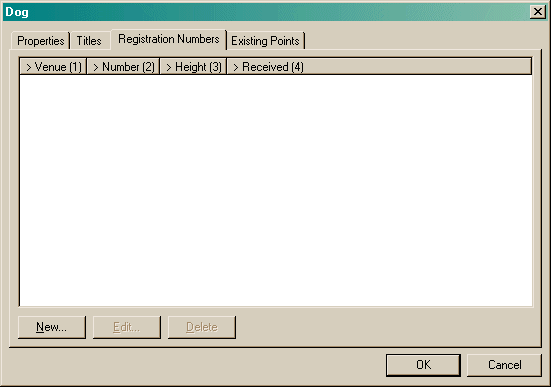 Dog
Properties Titles Registration Numbers Existing Points
> Venue (1) > Number (2) > Height (3) > Received (4)
New... Edit... Delete
OK Cancel